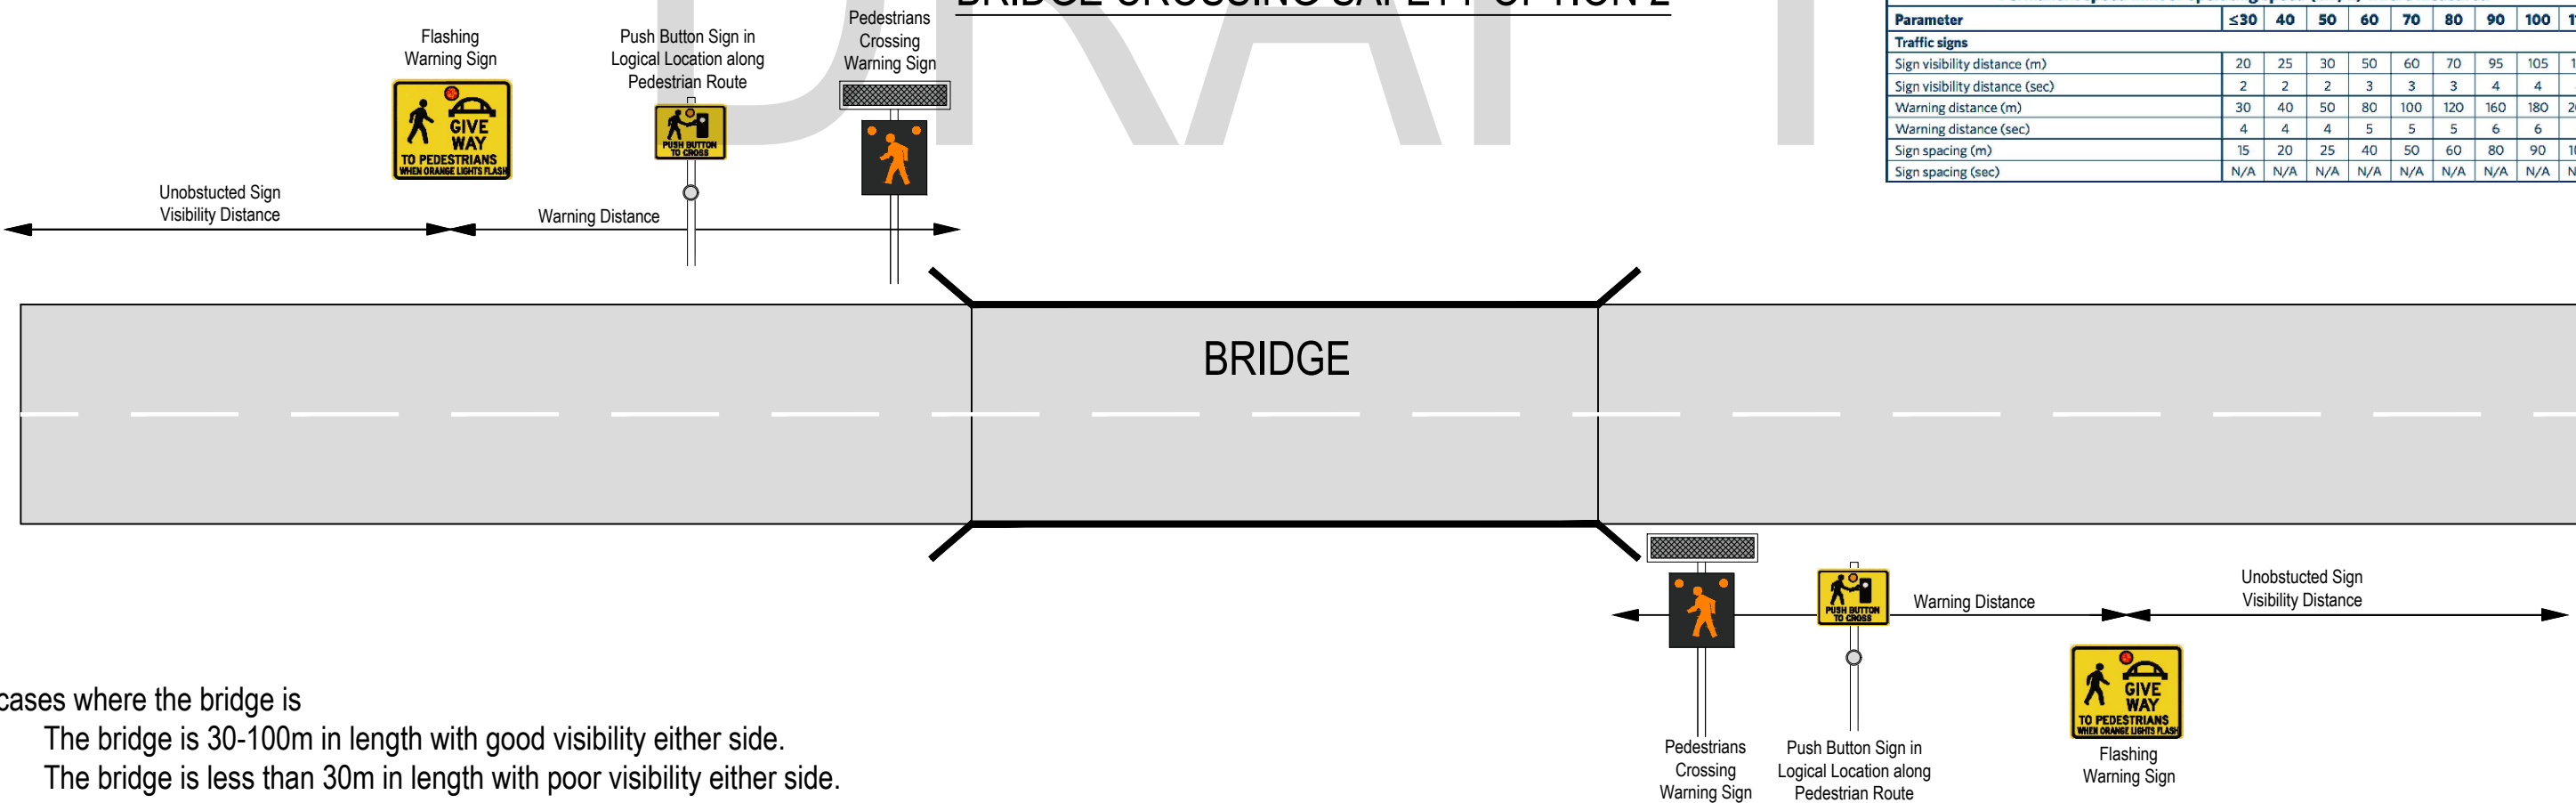 BRIDGE CROSSING SAFETY OPTION 2
DRAFT
Flashing
Warning Sign
GIVE
WAY
TO PEDESTRIANS
WHEN ORANGE LIGHTS FLASH
Push Button Sign in
Logical Location along
Pedestrian Route
PUSH BUTTON
TO CROSS
Pedestrians
Crossing
Warning Sign
Unobstucted Sign
Visibility Distance
Warning Distance
Parameter ≤30 40 50 60 70 80 90 100
Traffic signs
Sign visibility distance (m) 20 25 30 50 60 70 95 105
Sign visibility distance (sec) 2 2 2 3 3 3 4 4
Warning distance (m) 30 40 50 80 100 120 160 180
Warning distance (sec) 4 4 4 5 5 5 6 6
Sign spacing (m) 15 20 25 40 50 60 80 90
Sign spacing (sec) N/A N/A N/A N/A N/A N/A N/A N/A
BRIDGE
PUSH BUTTON
TO CROSS
Warning Distance
Unobstucted Sign
Visibility Distance
GIVE
WAY
TO PEDESTRIANS
WHEN ORANGE LIGHTS FLASH
Pedestrians
Crossing
Warning Sign
Push Button Sign in
Logical Location along
Pedestrian Route
Flashing
Warning Sign
cases where the bridge is
The bridge is 30-100m in length with good visibility either side.
The bridge is less than 30m in length with poor visibility either side.